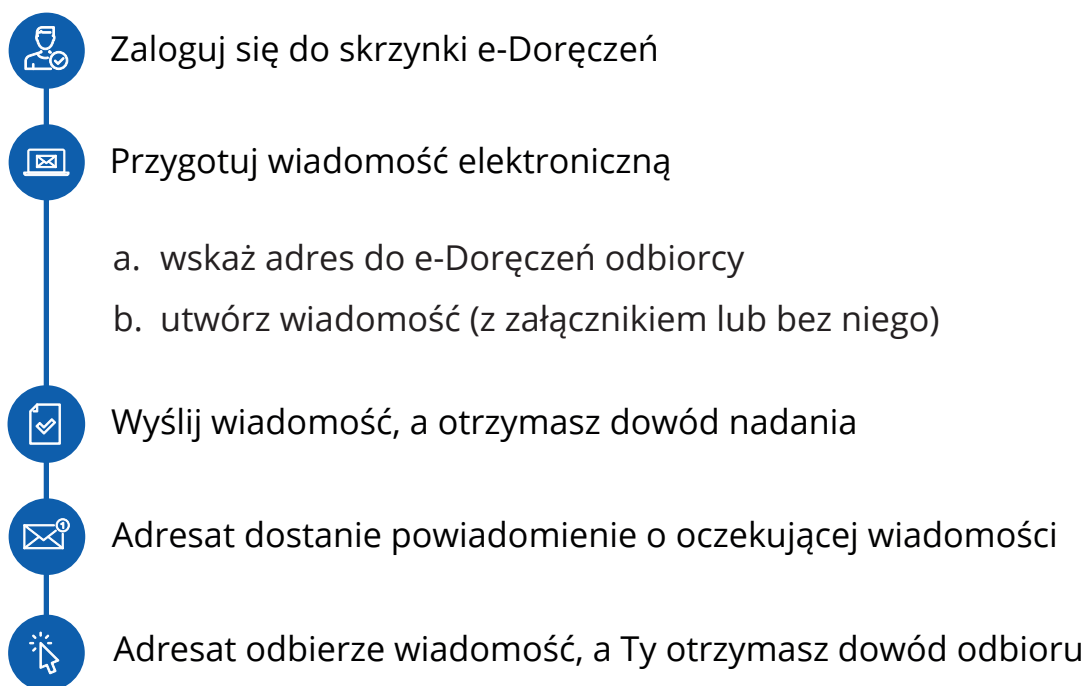 Zaloguj się do skrzynki e-Doręczeń
Przygotuj wiadomość elektroniczną
a. wskaż adres do e-Doręczeń odbiorcy
b. utwórz wiadomość (z załącznikiem lub bez niego)
Wyślij wiadomość, a otrzymasz dowód nadania
1
Adresat dostanie powiadomienie o oczekującej wiadomości
Adresat odbierze wiadomość, a Ty otrzymasz dowód odbioru